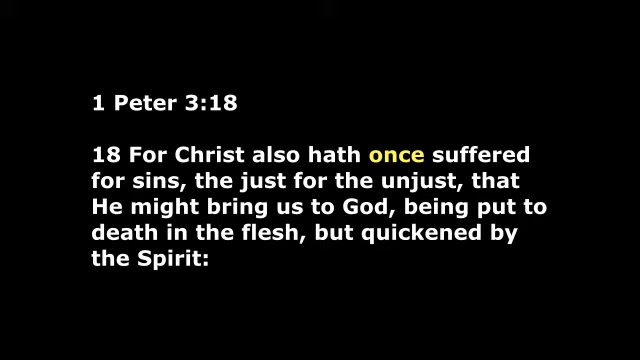 1 Peter 3:18
18 For Christ also hath once suffered
for sins, the just for the unjust, that
He might bring us to God, being put to
death in the flesh, but quickened by
the Spirit: